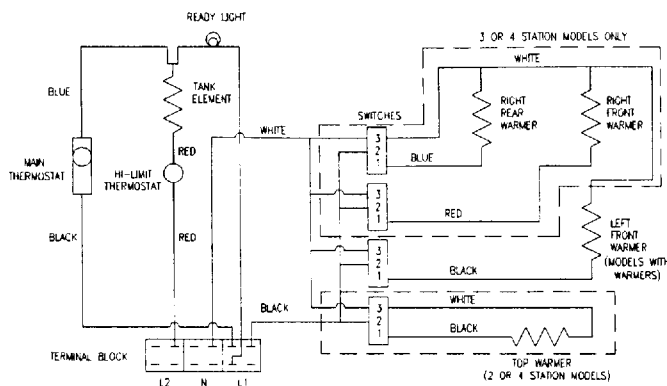 READY LIGHT
3 OR 4 STATION MODELS ONLY
WHITE
BLUE
TANK
ELEMENT
SWITCHES
RIGHT
REAR
WARMER
RIGHT
FRONT
WARMER
WHITE
3
2
1
BLUE
RED
MAIN
THERMOSTAT
HI-LIMIT
THERMOSTAT
3
2
1
RED
BLACK
RED
3
2
1
BLACK
LEFT
FRONT
WARMER
(MODELS WITH
WARMERS)
BLACK
3
2
1
WHITE
BLACK
TERMINAL BLOCK
L2
N
L1
TOP WARMER
(2 OR 4 STATION MODELS)